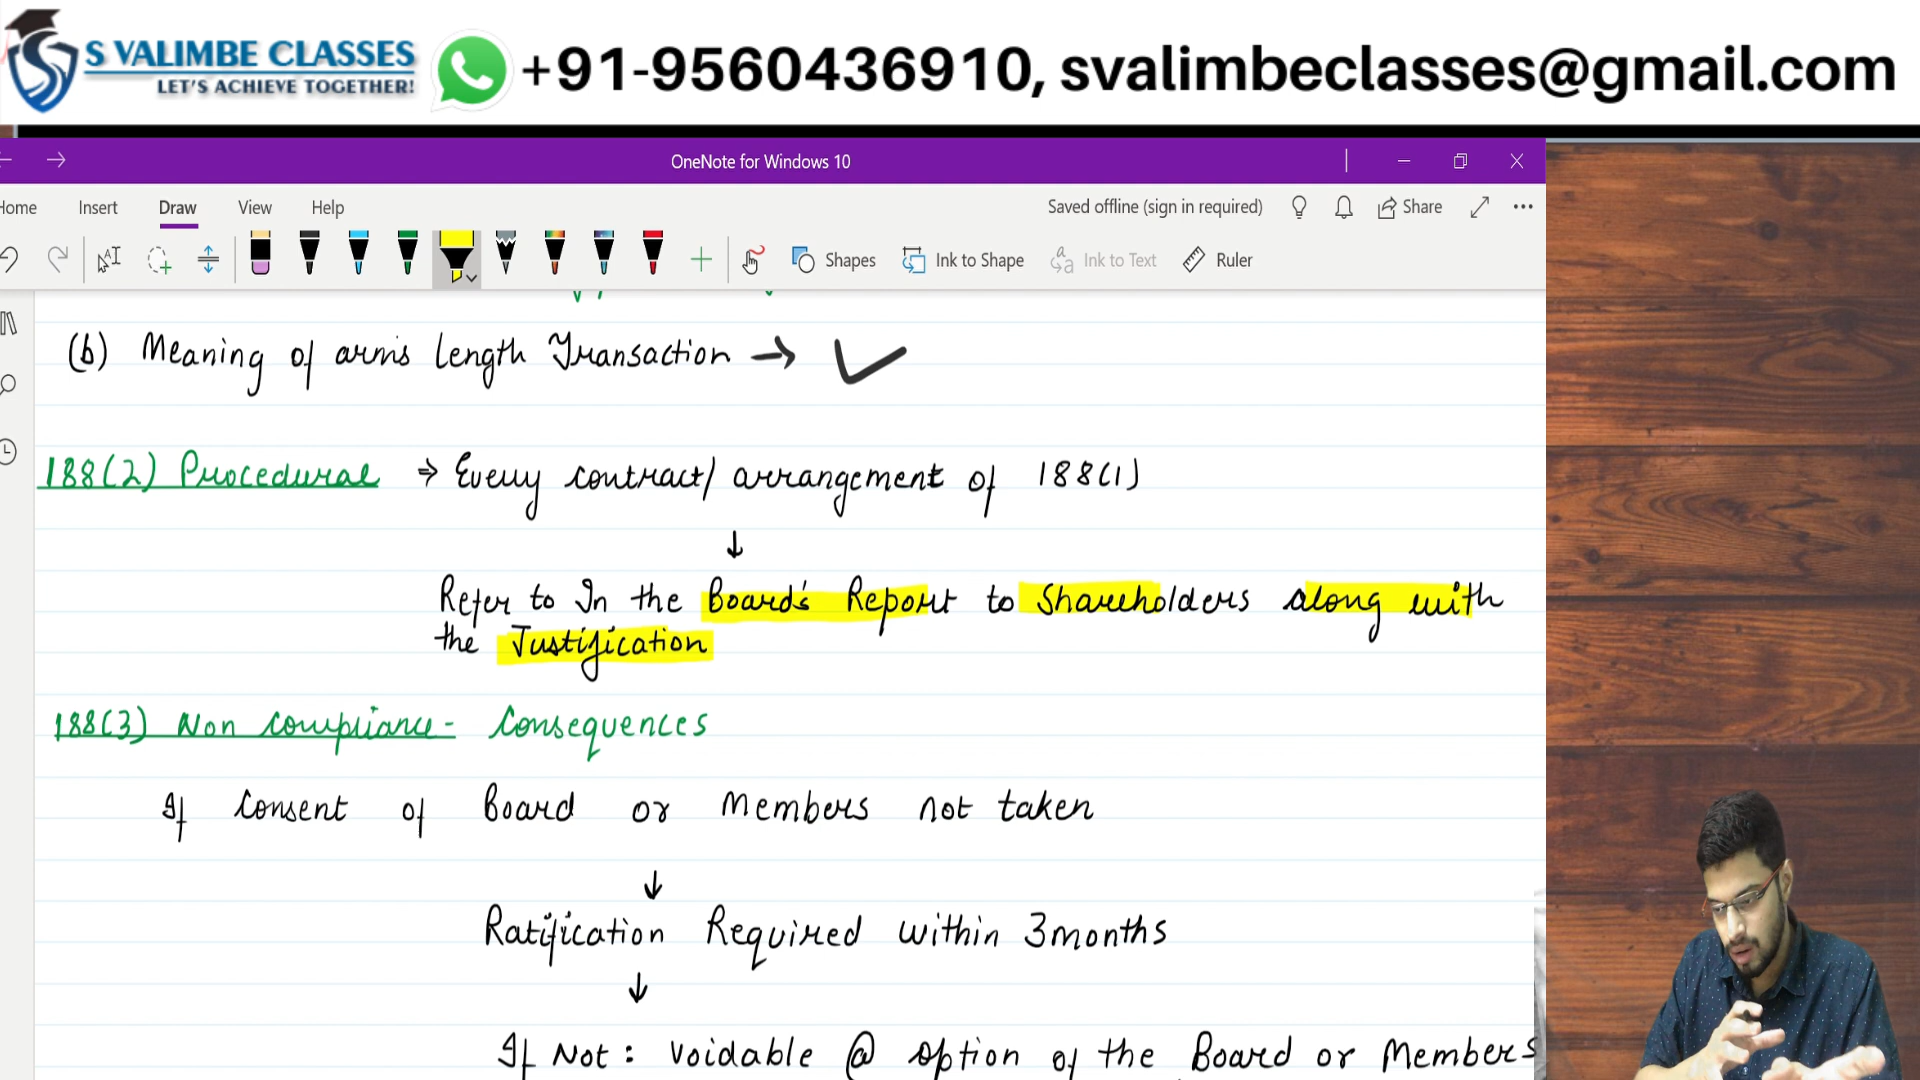 S VALIMBE CLASSES
LET'S ACHIEVE TOGETHER!
+91-9560436910, svalimbeclasses@gmail.com
OneNote for Windows 10
Home Insert Draw View Help Saved offline (sign in required) Share
Shapes Ink to Shape Ink to Text Ruler
(b) Meaning of arm's length Transaction →
188(2) Procedural ⇒ Every contract/arrangement of 188(1)
↓
Refer to In the Board's Report to Shareholders along with
the Justification
188(3) Non compliance - Consequences
If Consent of Board or Members not taken
↓
Ratification Required within 3 months
↓
If Not : Voidable @ option of the Board or Members